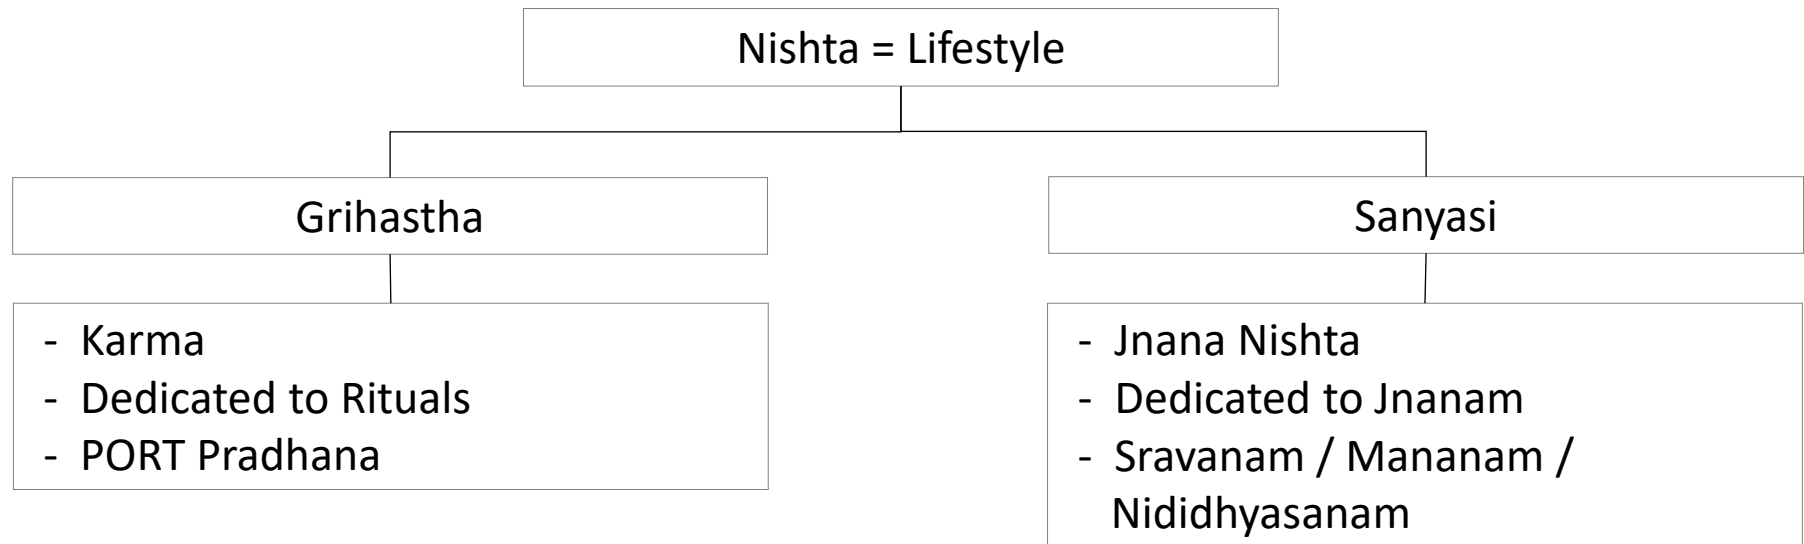 Nishta = Lifestyle
Grihastha
- Karma
- Dedicated to Rituals
- PORT Pradhana
Sanyasi
- Jnana Nishta
- Dedicated to Jnanam
- Sravanam / Mananam /
Nididhyasanam